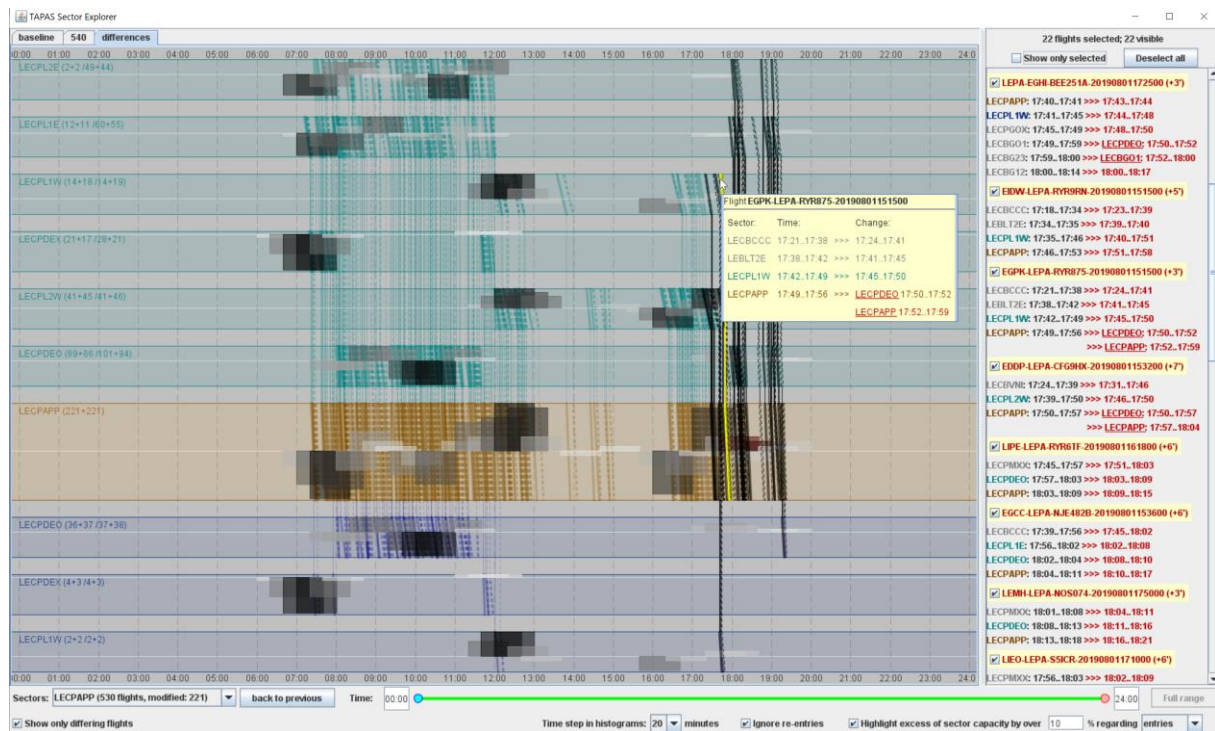 TAPAS Sector Explorer
baseline 540 differences
00:00 01:00 02:00 03:00 04:00 05:00 06:00 07:00 08:00 09:00 10:00 11:00 12:00 13:00 14:00 15:00 16:00 17:00 18:00 19:00 20:00 21:00 22:00 23:00 24:0
LECPL2E (2+2 /49+44)
LECPL1E (12+11 /60+55)
LECPL1W (14+16 /14+19)
LECPDEX (21+17 /28+21)
LECPL2W (41+45 /41+46)
LECPDEO (89+86 /101+94)
LECPAPP (221+221)
LECPDEO (36+37 /37+38)
LECPDEX (4+3 /4+3)
LECPL1W (2+2 /2+2)
Flight EGPK-LEPA-RYR875-20190801151500
Sector: Time: Change:
LECBCCC 17:21..17:38 >>> 17:24..17:41
LEBLT2E 17:38..17:42 >>> 17:41..17:45
LECPL1W 17:42..17:49 >>> 17:45..17:50
LECPAPP 17:49..17:56 >>> LECPDEO 17:50..17:52
LECPAPP 17:52..17:59
00:00 01:00 02:00 03:00 04:00 05:00 06:00 07:00 08:00 09:00 10:00 11:00 12:00 13:00 14:00 15:00 16:00 17:00 18:00 19:00 20:00 21:00 22:00 23:00 24:0
Sectors: LECPAPP (530 flights, modified: 221) back to previous Time: 00:00 24:00 Full range
Show only differing flights Time step in histograms: 20 minutes Ignore re-entries Highlight excess of sector capacity by over 10 % regarding entries
22 flights selected; 22 visible
Show only selected Deselect all
LEPA-EGHI-BEE251A-20190801172500 (+3')
LECPAPP: 17:40..17:41 >>> 17:43..17:44
LECPL1W: 17:41..17:45 >>> 17:44..17:48
LECPGOX: 17:45..17:49 >>> 17:48..17:50
LECBGO1: 17:49..17:59 >>> LECPDEO; 17:50..17:52
LECBG23: 17:59..18:00 >>> LECBGO1; 17:52..18:00
LECBG12: 18:00..18:14 >>> 18:00..18:17
EIDW-LEPA-RYR9RN-20190801151500 (+5')
LECBCCC: 17:18..17:34 >>> 17:23..17:39
LEBLT2E: 17:34..17:35 >>> 17:39..17:40
LECPL1W: 17:35..17:46 >>> 17:40..17:51
LECPAPP: 17:46..17:53 >>> 17:51..17:58
EGPK-LEPA-RYR875-20190801151500 (+3')
LECBCCC: 17:21..17:38 >>> 17:24..17:41
LEBLT2E: 17:38..17:42 >>> 17:41..17:45
LECPL1W: 17:42..17:49 >>> 17:45..17:50
LECPAPP: 17:49..17:56 >>> LECPDEO; 17:50..17:52
>>> LECPAPP; 17:52..17:59
EDDP-LEPA-CFG9HX-20190801153200 (+7')
LECBVNI: 17:24..17:39 >>> 17:31..17:46
LECPL2W: 17:39..17:50 >>> 17:46..17:50
LECPAPP: 17:50..17:57 >>> LECPDEO; 17:50..17:57
>>> LECPAPP; 17:57..18:04
LIPE-LEPA-RYR6TF-20190801161800 (+6')
LECPMXX: 17:45..17:57 >>> 17:51..18:03
LECPDEO: 17:57..18:03 >>> 18:03..18:09
LECPAPP: 18:03..18:09 >>> 18:09..18:15
EGCC-LEPA-NJE482B-20190801153600 (+6')
LECBCCC: 17:39..17:56 >>> 17:45..18:02
LECPL1E: 17:56..18:02 >>> 18:02..18:08
LECPDEO: 18:02..18:04 >>> 18:08..18:10
LECPAPP: 18:04..18:11 >>> 18:10..18:17
LEMH-LEPA-NOS074-20190801175000 (+3')
LECPMXX: 18:01..18:08 >>> 18:04..18:11
LECPDEO: 18:08..18:13 >>> 18:11..18:16
LECPAPP: 18:13..18:18 >>> 18:16..18:21
LIEO-LEPA-S5ICR-20190801171000 (+6')
LECPMXX: 17:56..18:03 >>> 18:02..18:09